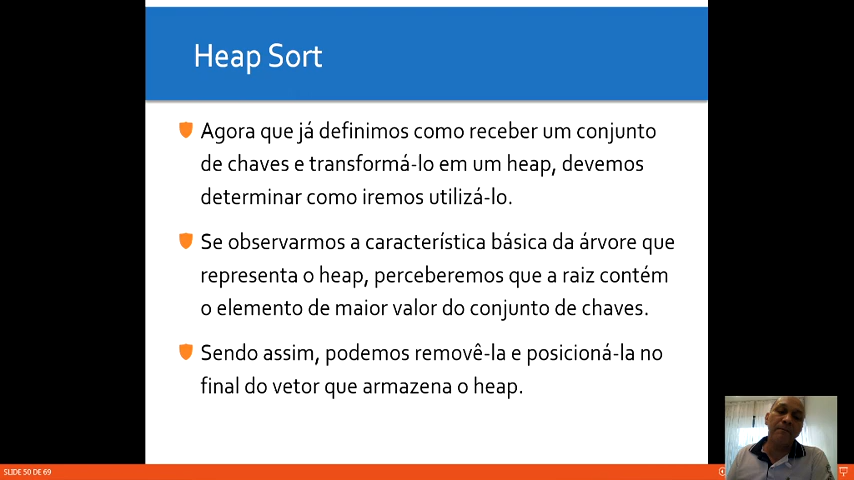 Heap Sort
Agora que já definimos como receber um conjunto
de chaves e transformá-lo em um heap, devemos
determinar como iremos utilizá-lo.
Se observarmos a característica básica da árvore que
representa o heap, perceberemos que a raiz contém
o elemento de maior valor do conjunto de chaves.
Sendo assim, podemos removê-la e posicioná-la no
final do vetor que armazena o heap.
SLIDE 50 DE 69